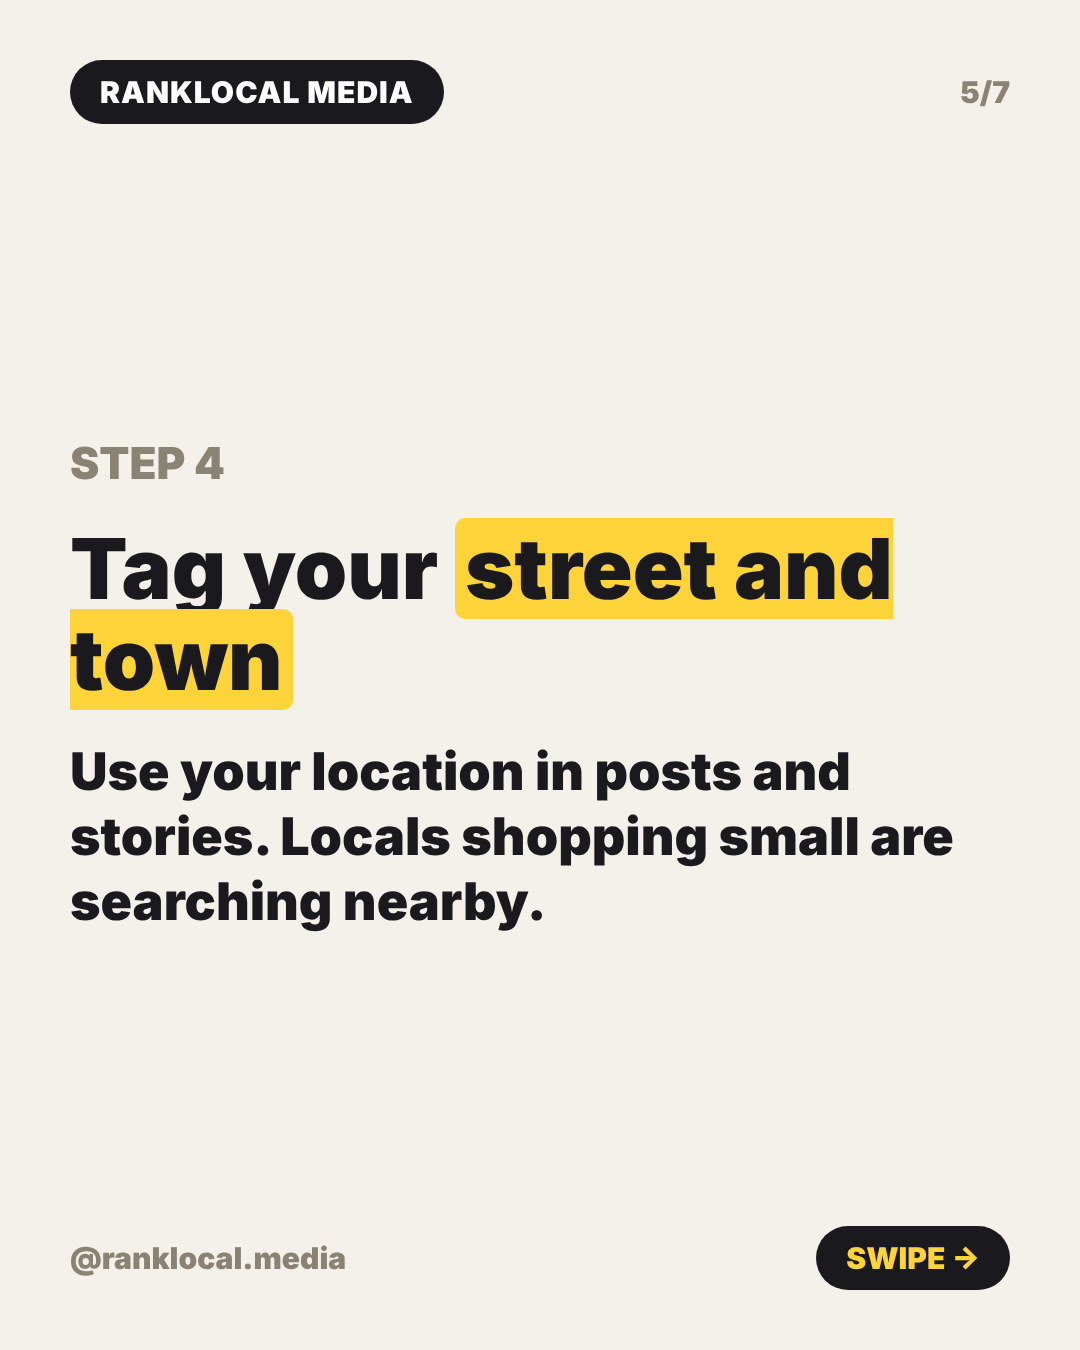 RANKLOCAL MEDIA
5/7
STEP 4
Tag your street and
town
Use your location in posts and
stories. Locals shopping small are
searching nearby.
@ranklocal.media
SWIPE →